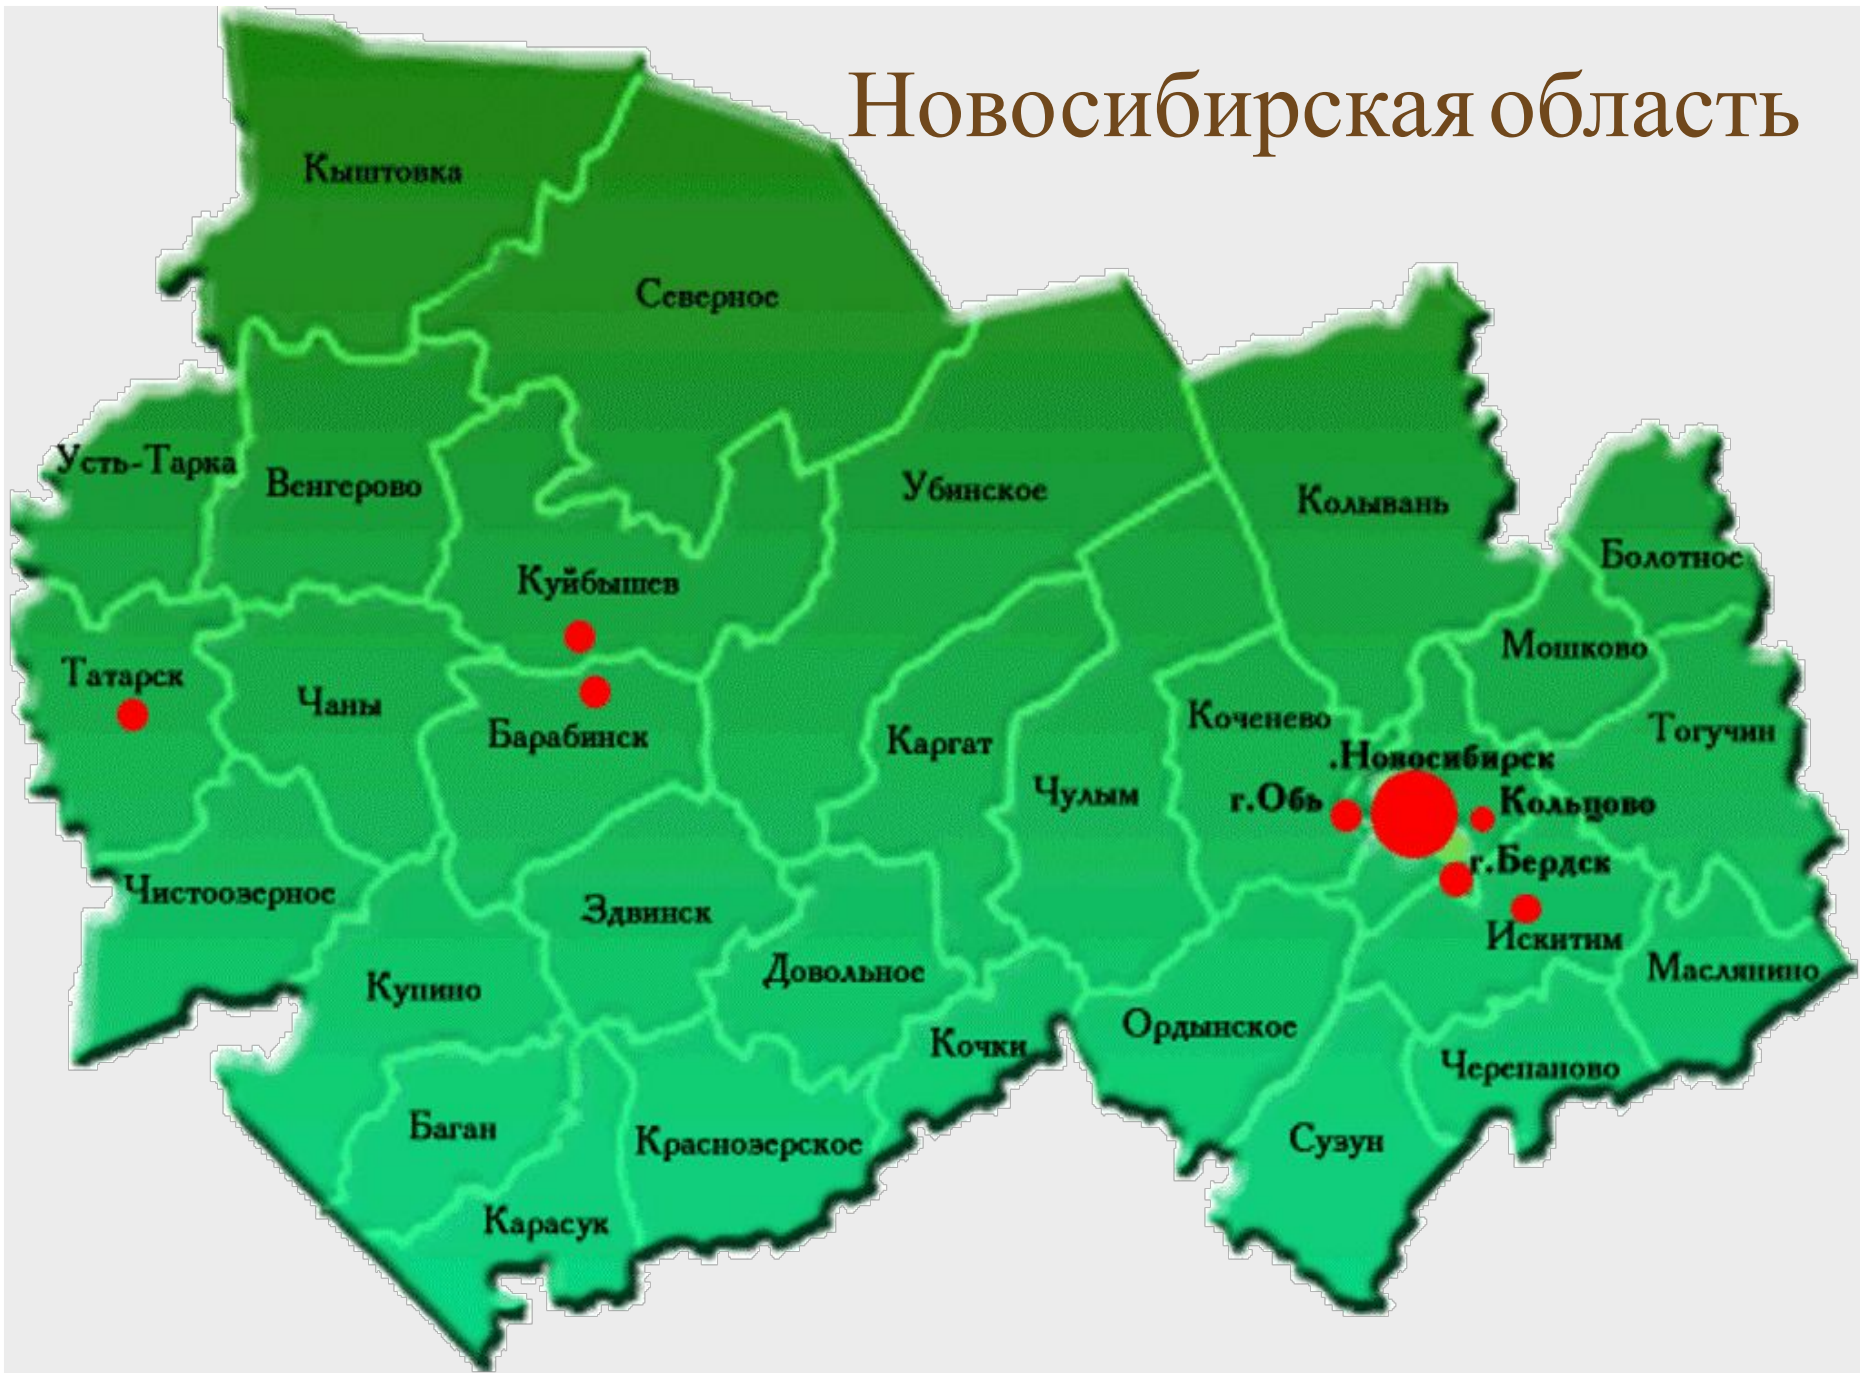 Новосибирская область
Кыштовка
Северное
Усть-Тарка
Венгерово
Убинское
Колывань
Болотное
Куйбышев
Мошково
Татарск
Чаны
Барабинск
Каргат
Коченево
Тогучин
.Новосибирск
Чулым
г.Обь
Кольцово
г.Бердск
Чистоозерное
Здвинск
Искитим
Купино
Довольное
Маслянино
Кочки
Ордынское
Черепаново
Баган
Краснозерское
Сузун
Карасук